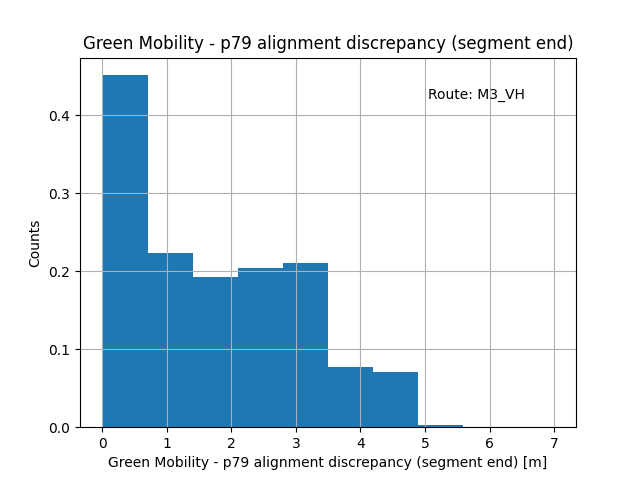 Green Mobility - p79 alignment discrepancy (segment end)
Route: M3_VH
Counts
0.4
0.3
0.2
0.1
0.0
0 1 2 3 4 5 6 7
Green Mobility - p79 alignment discrepancy (segment end) [m]